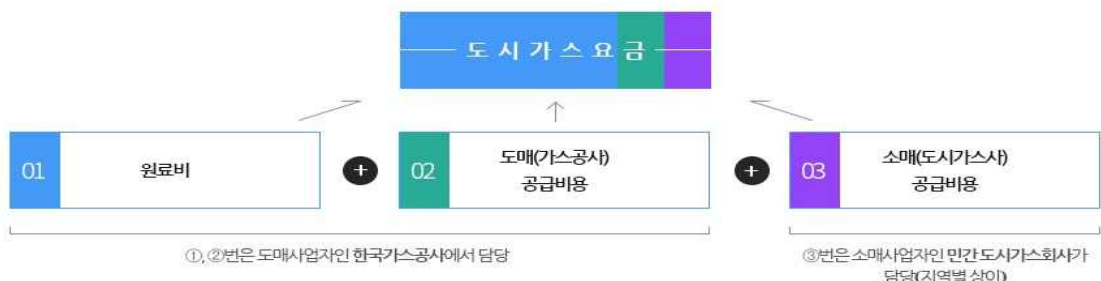 도시가스요금
01 원료비
+
02 도매(가스공사)
공급비용
+
03 소매(도시가스사)
공급비용
①, ②번은 도매사업자인 한국가스공사에서 담당
③번은 소매사업자인 민간 도시가스회사가
담당(지역별 상이)